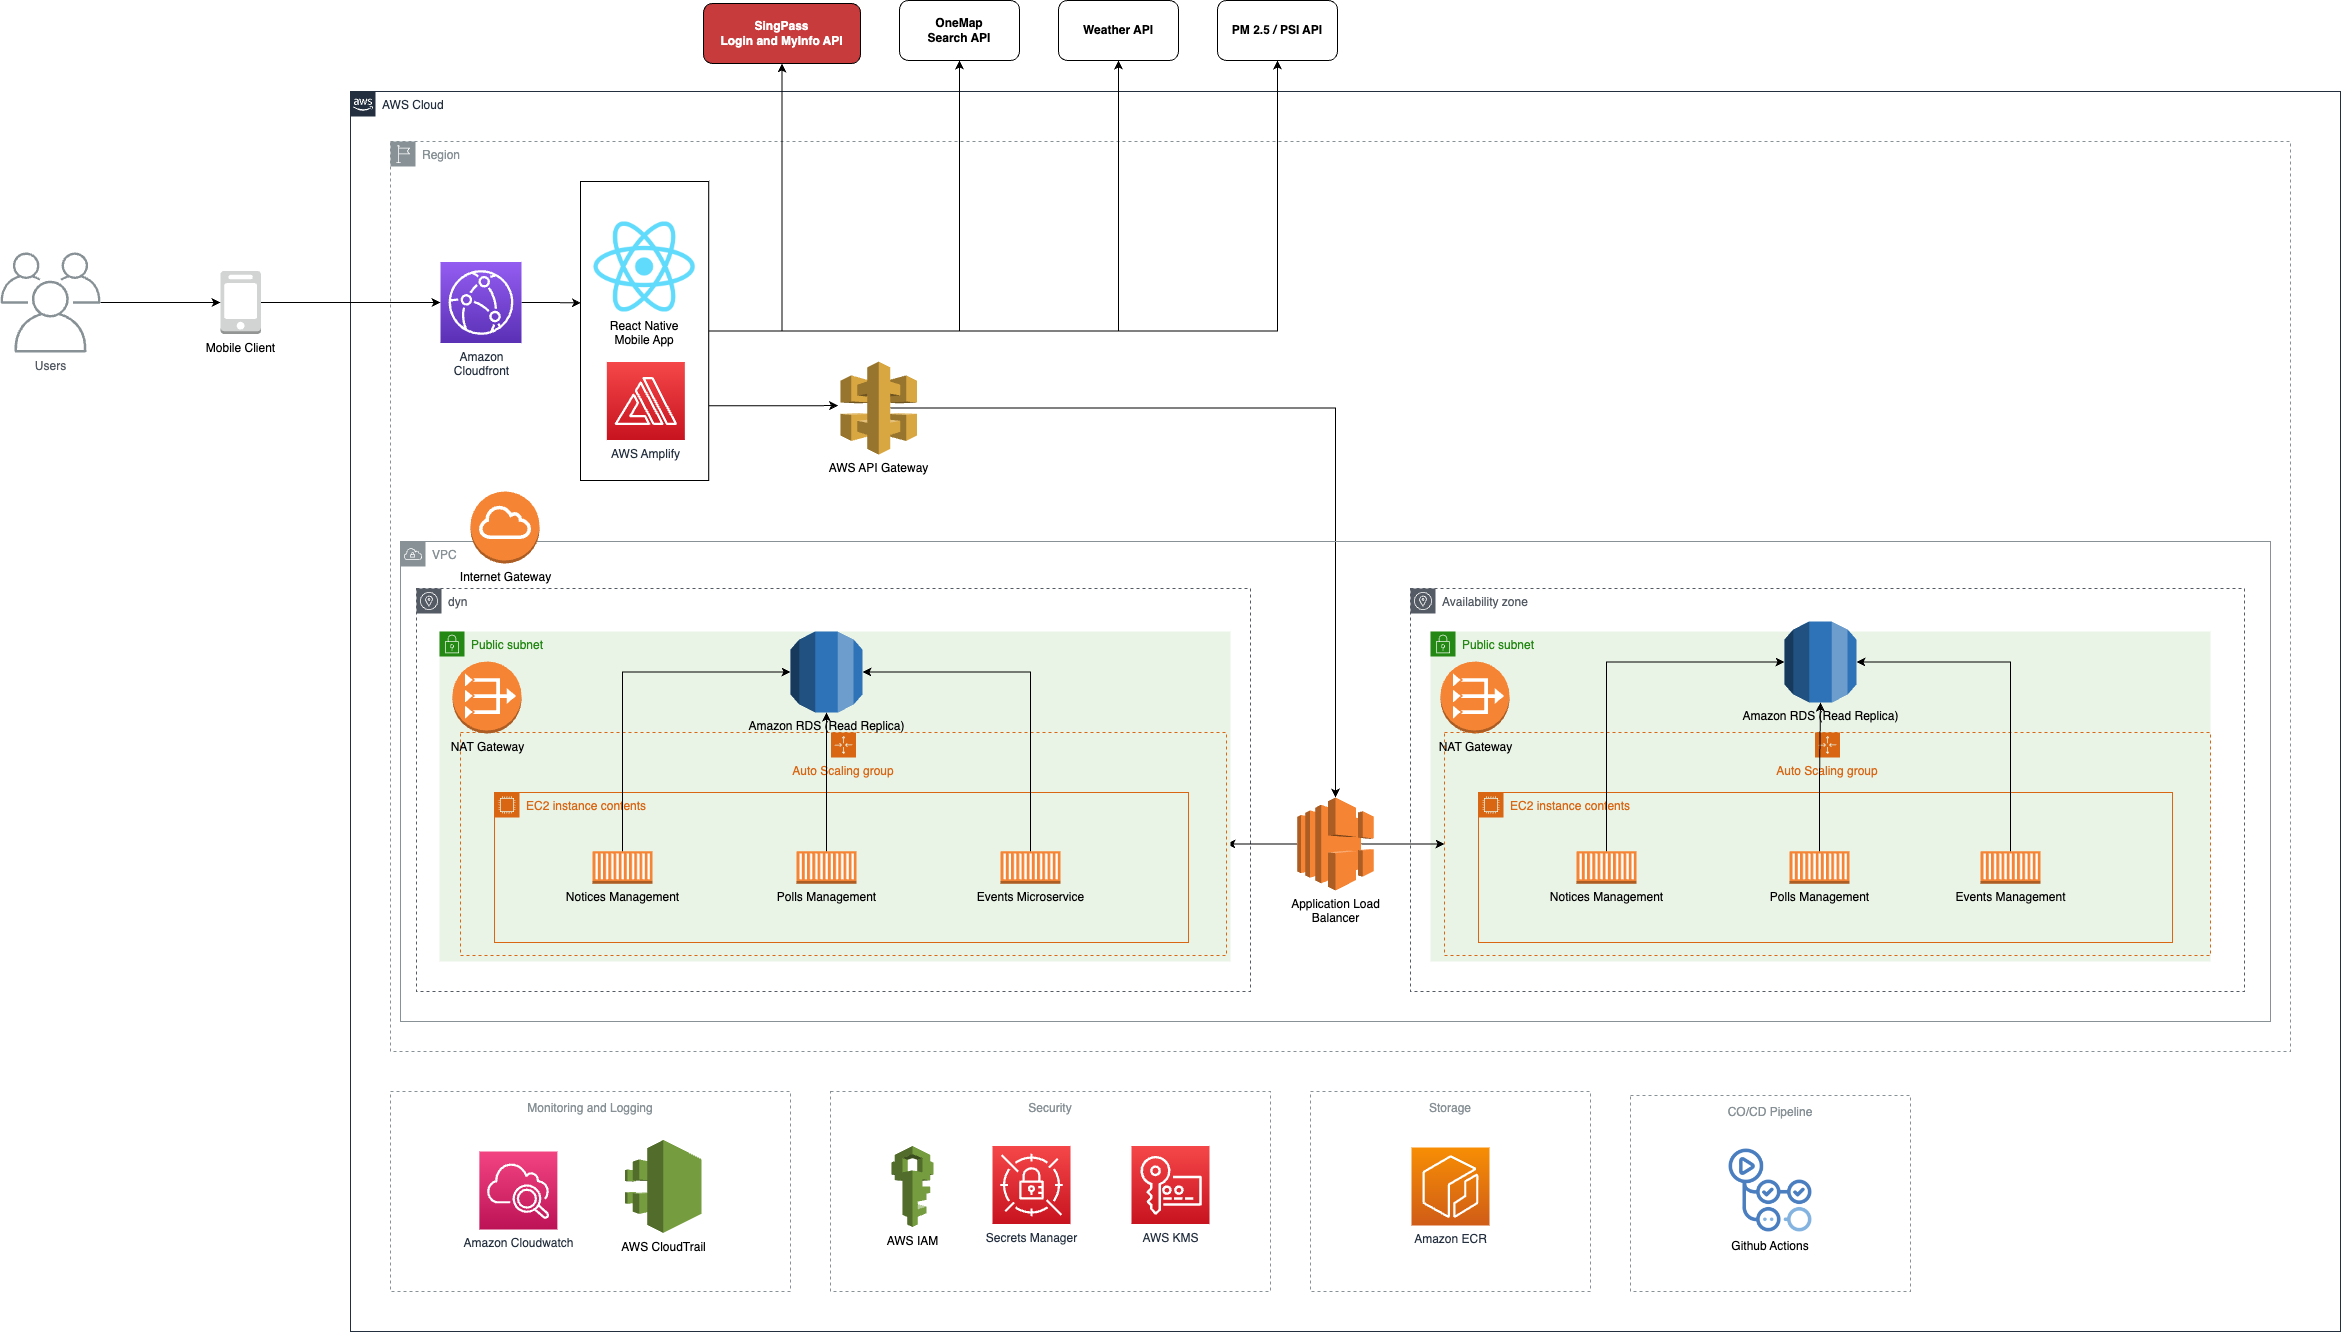 SingPass
Login and MyInfo API
OneMap
Search API
Weather API
PM 2.5 / PSI API
aws
AWS Cloud
Region
Users
Mobile Client
Amazon
Cloudfront
React Native
Mobile App
AWS Amplify
AWS API Gateway
Internet Gateway
VPC
dyn
Public subnet
NAT Gateway
Amazon RDS (Read Replica)
Auto Scaling group
EC2 instance contents
Notices Management
Polls Management
Events Microservice
Application Load
Balancer
Availability zone
Public subnet
NAT Gateway
Amazon RDS (Read Replica)
Auto Scaling group
EC2 instance contents
Notices Management
Polls Management
Events Management
Monitoring and Logging
Amazon Cloudwatch
AWS CloudTrail
Security
AWS IAM
Secrets Manager
AWS KMS
Storage
Amazon ECR
CO/CD Pipeline
Github Actions